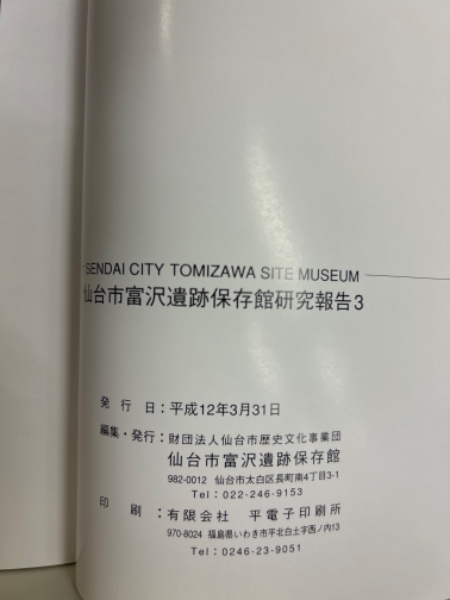 SENDAI CITY TOMIZAWA SITE MUSEUM
仙台市富沢遺跡保存館研究報告3
発 行 日：平成12年3月31日
編集・発行：財団法人仙台市歴史文化事業団
仙台市富沢遺跡保存館
982-0012 仙台市太白区長町南4丁目3-1
Tel：022-246-9153
印 刷：有限会社 平電子印刷所
970-8024 福島県いわき市平北白土字西ノ内13
Tel：0246-23-9051